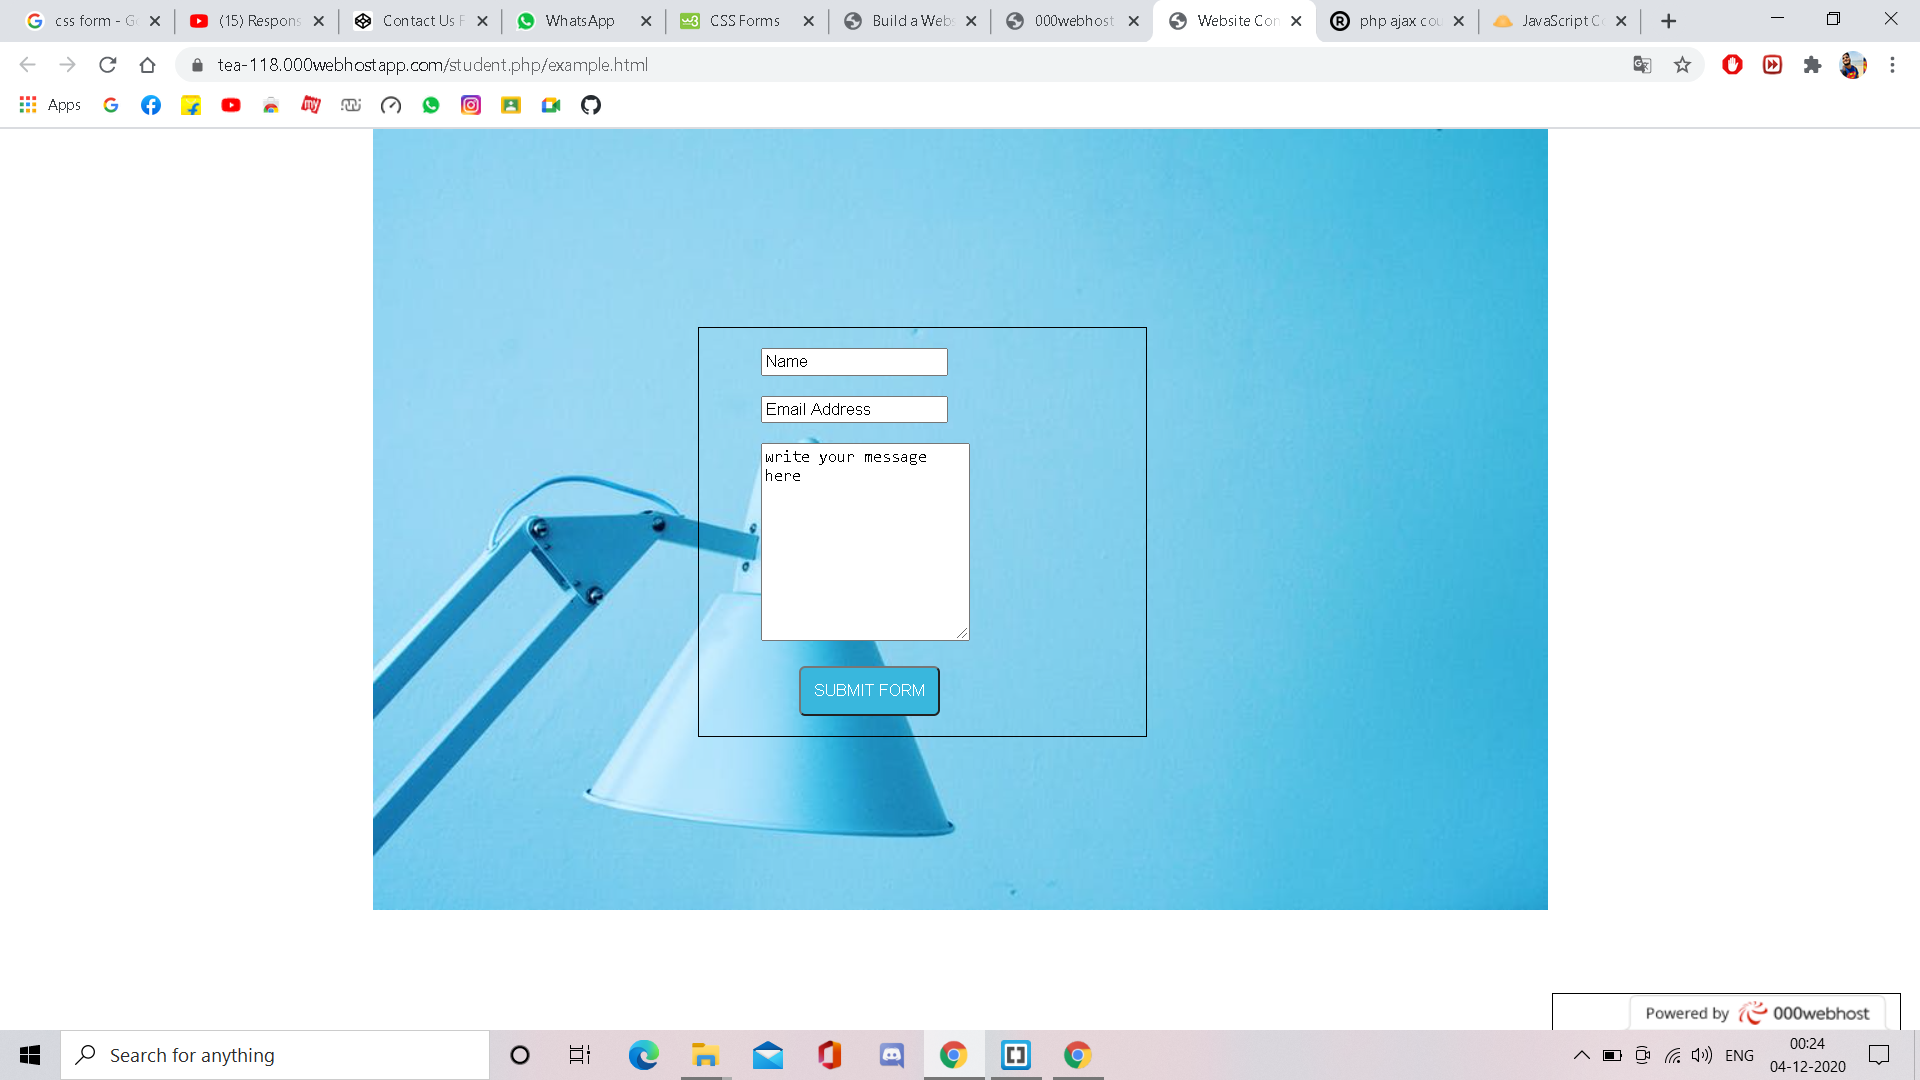 css form - G
(15) Respons
Contact Us F
WhatsApp
CSS Forms
Build a Webs
000webhost
Website Con
php ajax cou
JavaScript C
tea-118.000webhostapp.com/student.php/example.html
Apps
Name
Email Address
write your message
here
SUBMIT FORM
Powered by 000webhost
Search for anything
ENG
00:24
04-12-2020